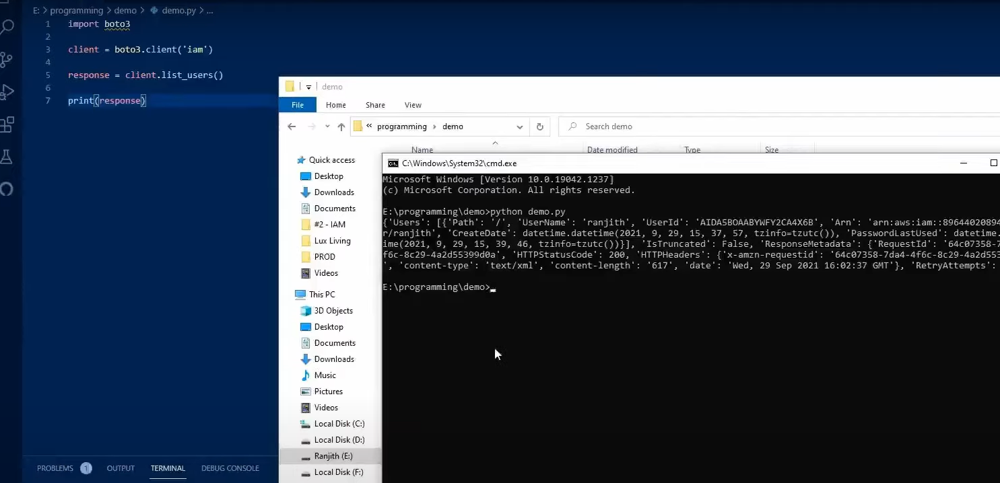 E: > programming > demo > demo.py > ...
1 import boto3
2
3 client = boto3.client('iam')
4
5 response = client.list_users()
6
7 print(response)
PROBLEMS 1 OUTPUT TERMINAL DEBUG CONSOLE
demo
File Home Share View
« programming › demo
Search demo
Name Date modified Type Size
Quick access
Desktop
Downloads
Documents
#2 - IAM
Lux Living
PROD
Videos
This PC
3D Objects
Desktop
Documents
Downloads
Music
Pictures
Videos
Local Disk (C:)
Local Disk (D:)
Ranjith (E:)
Local Disk (F:)
C:\Windows\System32\cmd.exe
Microsoft Windows [Version 10.0.19042.1237]
(c) Microsoft Corporation. All rights reserved.
E:\programming\demo>python demo.py
{'Users': [{'Path': '/', 'UserName': 'ranjith', 'UserId': 'AIDA5BOAABYWFY2CA4X6B', 'Arn': 'arn:aws:iam::89644020894
r/ranjith', 'CreateDate': datetime.datetime(2021, 9, 29, 15, 37, 57, tzinfo=tzutc()), 'PasswordLastUsed': datetime.
ime(2021, 9, 29, 15, 39, 46, tzinfo=tzutc())}], 'IsTruncated': False, 'ResponseMetadata': {'RequestId': '64c07358-7
f6c-8c29-4a2d55399d0a', 'HTTPStatusCode': 200, 'HTTPHeaders': {'x-amzn-requestid': '64c07358-7da4-4f6c-8c29-4a2d553
', 'content-type': 'text/xml', 'content-length': '617', 'date': 'Wed, 29 Sep 2021 16:02:37 GMT'}, 'RetryAttempts':
E:\programming\demo>